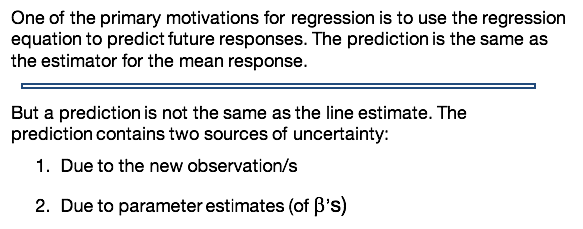 One of the primary motivations for regression is to use the regression
equation to predict future responses. The prediction is the same as
the estimator for the mean response.
But a prediction is not the same as the line estimate. The
prediction contains two sources of uncertainty:
1. Due to the new observation/s
2. Due to parameter estimates (of β's)